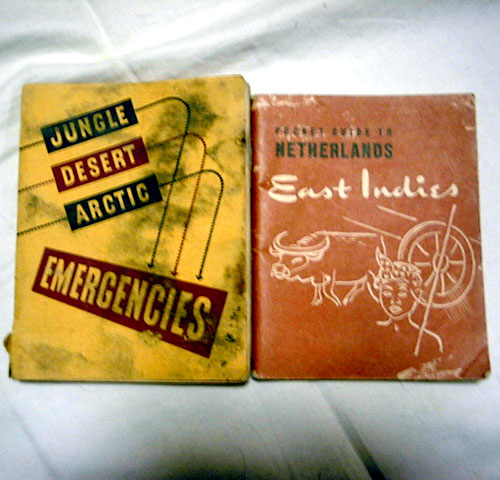 JUNGLE
DESERT
ARCTIC
EMERGENCIES
POCKET GUIDE TO
NETHERLANDS
East Indies